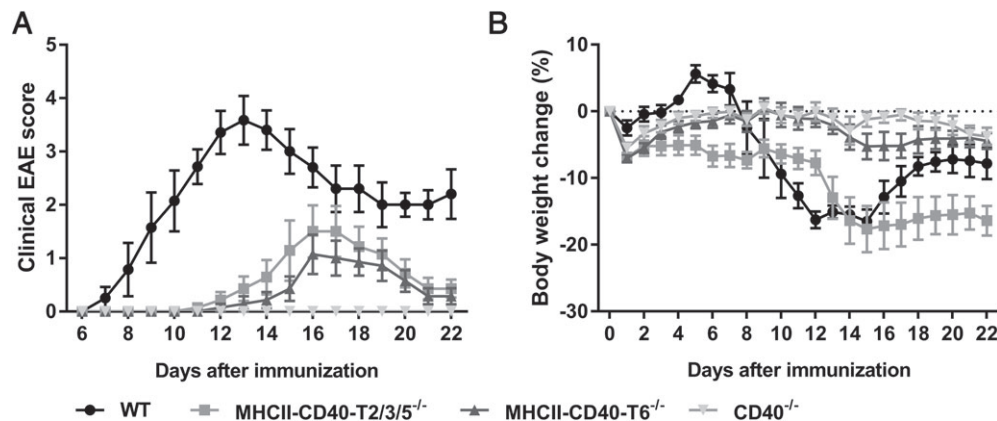 A
B
Clinical EAE score
5
4
3
2
1
0
6 8 10 12 14 16 18 20 22
Days after immunization
Body weight change (%)
10
0
-10
-20
-30
0 2 4 6 8 10 12 14 16 18 20 22
Days after immunization
WT MHCII-CD40-T2/3/5-/- MHCII-CD40-T6-/- CD40-/-